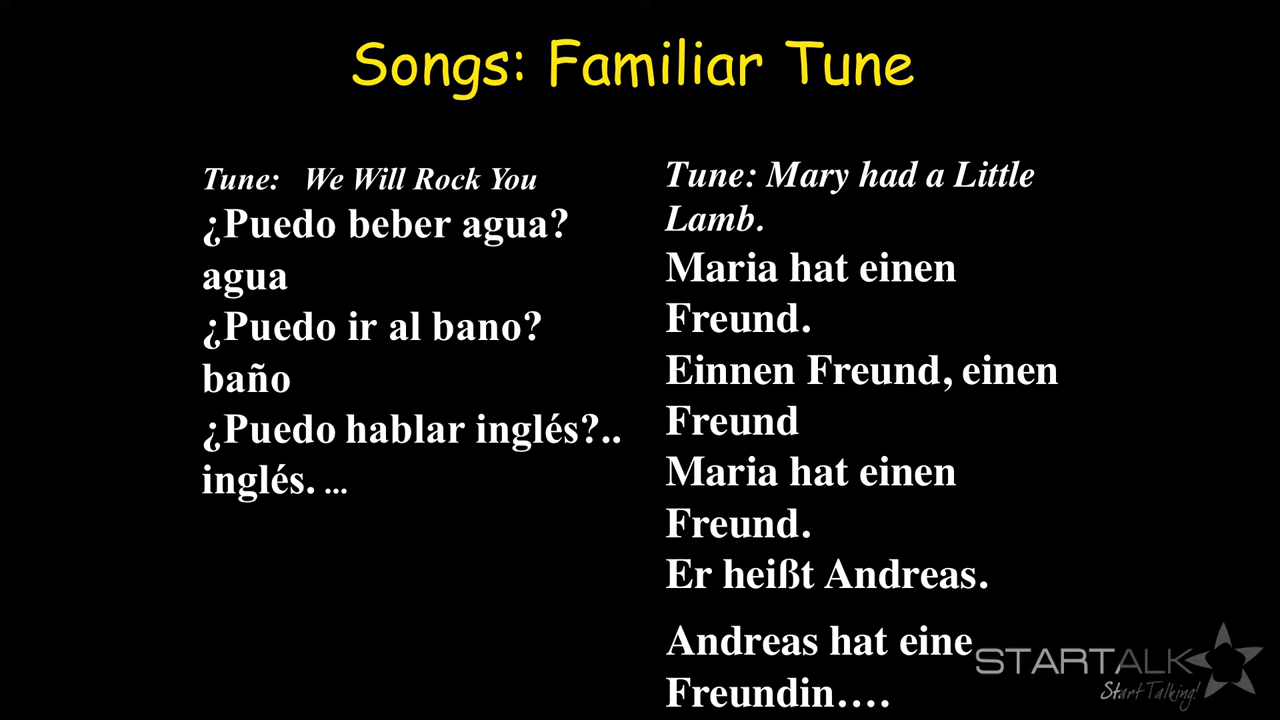 Songs: Familiar Tune
Tune: We Will Rock You
¿Puedo beber agua?
agua
¿Puedo ir al bano?
baño
¿Puedo hablar inglés?..
inglés. ...
Tune: Mary had a Little
Lamb.
Maria hat einen
Freund.
Einnen Freund, einen
Freund
Maria hat einen
Freund.
Er heißt Andreas.
Andreas hat eine
Freundin....
STARTALK
Start Talking!